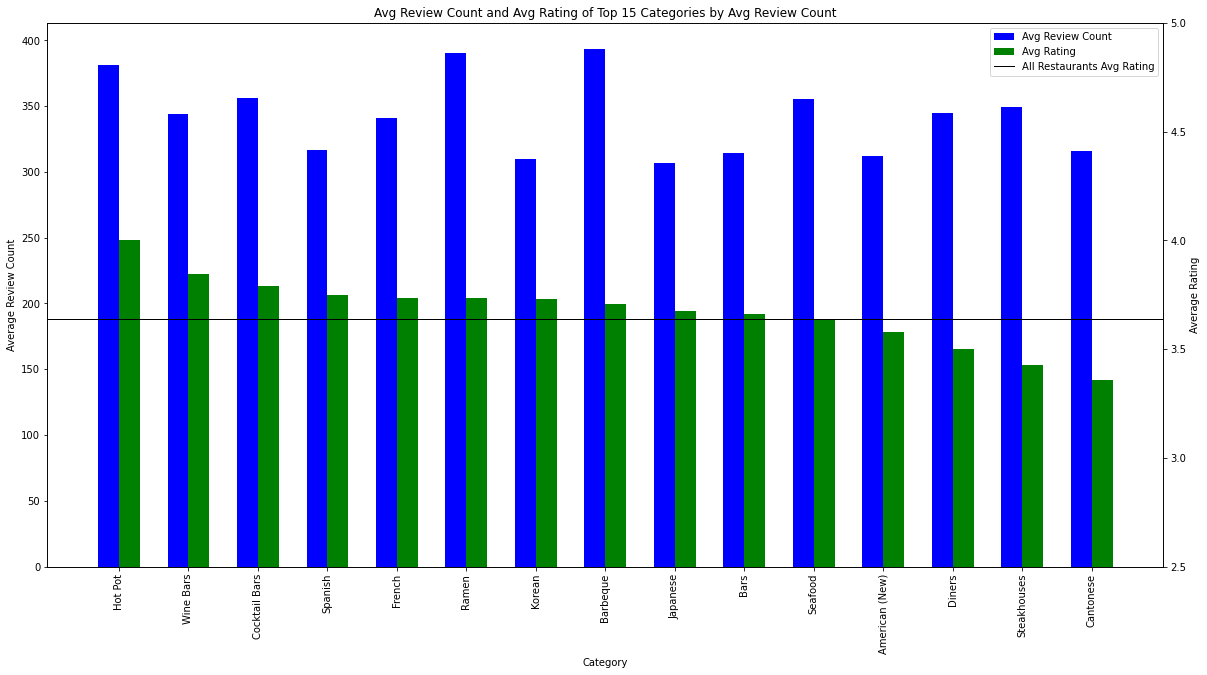 Avg Review Count and Avg Rating of Top 15 Categories by Avg Review Count
Avg Review Count
Avg Rating
All Restaurants Avg Rating
Average Review Count
400
350
300
250
200
150
100
50
0
5.0
4.5
4.0
3.5
3.0
2.5
Average Rating
Hot Pot
Wine Bars
Cocktail Bars
Spanish
French
Ramen
Korean
Barbeque
Japanese
Bars
Seafood
American (New)
Diners
Steakhouses
Cantonese
Category